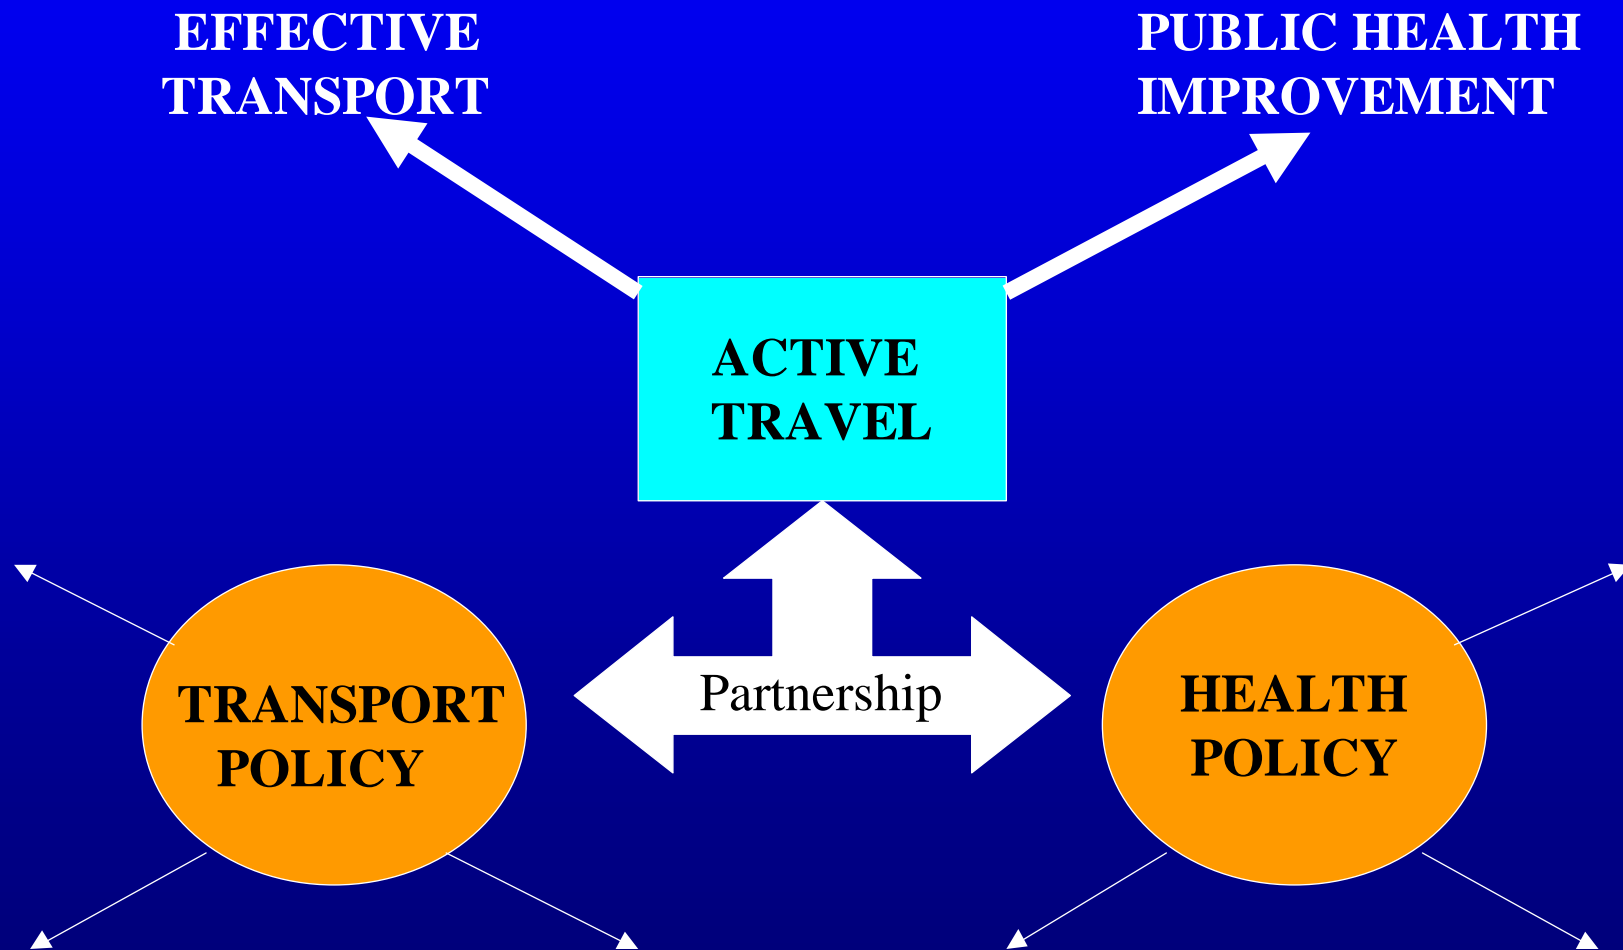 EFFECTIVE
TRANSPORT
PUBLIC HEALTH
IMPROVEMENT
ACTIVE
TRAVEL
TRANSPORT
POLICY
Partnership
HEALTH
POLICY